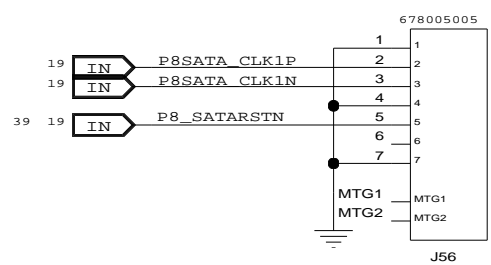 678005005
1 1
19 IN P8SATA_CLK1P 2 2
19 IN P8SATA_CLK1N 3 3
4 4
39 19 IN P8_SATARSTN 5 5
6 6
7 7
MTG1 MTG1
MTG2 MTG2
J56